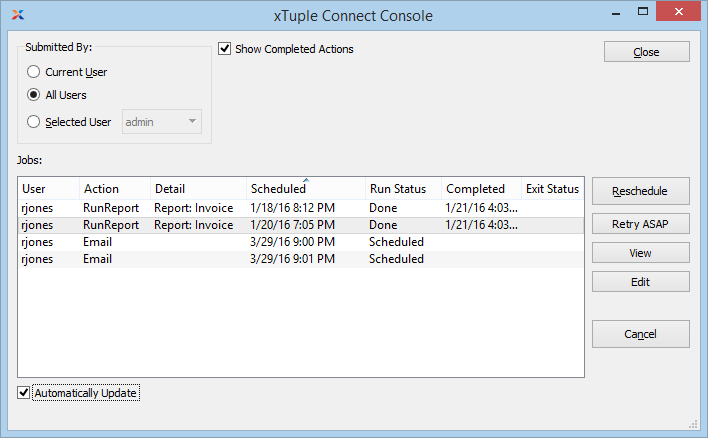 xTuple Connect Console
Submitted By:
Current User
All Users
Selected User admin
Show Completed Actions
Close
Jobs:
User Action Detail Scheduled Run Status Completed Exit Status
rjones RunReport Report: Invoice 1/18/16 8:12 PM Done 1/21/16 4:03...
rjones RunReport Report: Invoice 1/20/16 7:05 PM Done 1/21/16 4:03...
rjones Email 3/29/16 9:00 PM Scheduled
rjones Email 3/29/16 9:01 PM Scheduled
Reschedule
Retry ASAP
View
Edit
Cancel
Automatically Update